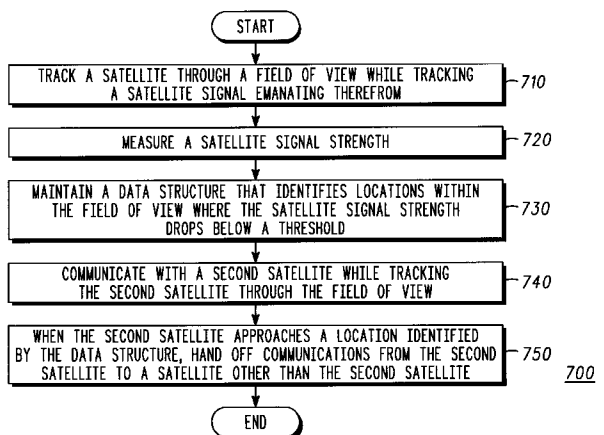 START
TRACK A SATELLITE THROUGH A FIELD OF VIEW WHILE TRACKING
A SATELLITE SIGNAL EMANATING THEREFROM
710
MEASURE A SATELLITE SIGNAL STRENGTH
720
MAINTAIN A DATA STRUCTURE THAT IDENTIFIES LOCATIONS WITHIN
THE FIELD OF VIEW WHERE THE SATELLITE SIGNAL STRENGTH
DROPS BELOW A THRESHOLD
730
COMMUNICATE WITH A SECOND SATELLITE WHILE TRACKING
THE SECOND SATELLITE THROUGH THE FIELD OF VIEW
740
WHEN THE SECOND SATELLITE APPROACHES A LOCATION IDENTIFIED
BY THE DATA STRUCTURE, HAND OFF COMMUNICATIONS FROM THE SECOND
SATELLITE TO A SATELLITE OTHER THAN THE SECOND SATELLITE.
750
700
END